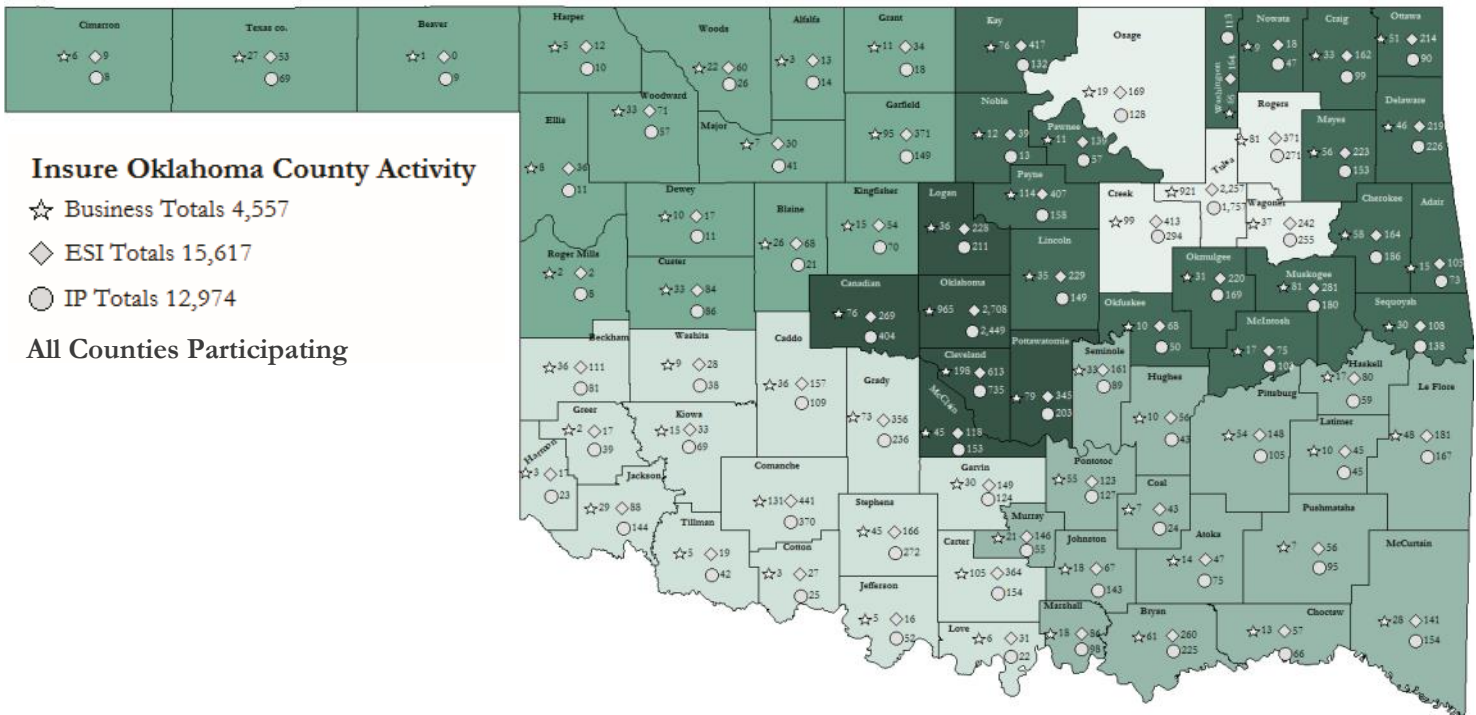 Insure Oklahoma County Activity
Business Totals 4,557
ESI Totals 15,617
IP Totals 12,974
All Counties Participating
Cimarron
6 9
8
Texas co.
27 53
69
Beaver
1 0
9
Harper
5 12
10
Woods
22 60
26
Alfalfa
3 13
14
Grant
11 34
18
Kay
76 417
132
Osage
19 169
128
Washington
164
113
Nowata
9 18
47
Craig
33 162
99
Ottawa
51 214
90
Ellis
8 36
11
Woodward
33 71
57
Major
7 30
41
Garfield
95 371
149
Noble
12 39
13
Pawnee
11 139
57
Rogers
81 371
271
Mayes
56 223
153
Delaware
46 219
226
Roger Mills
2 2
8
Dewey
10 17
11
Custer
33 84
86
Blaine
26 68
21
Kingfisher
15 54
70
Logan
36 228
211
Payne
114 407
158
Creek
99 413
294
Tulsa
921 2,257
1,757
Wagoner
37 242
255
Cherokee
58 164
186
Adair
15 105
73
Canadian
76 269
404
Oklahoma
965 2,708
2,449
Lincoln
35 229
149
Okmulgee
31 220
169
Muskogee
81 281
180
Sequoyah
30 108
138
Okfuskee
10 68
50
McIntosh
17 75
103
Beckham
36 111
81
Washita
9 28
38
Caddo
36 157
109
Grady
73 356
236
Cleveland
198 613
735
McClain
45 118
153
Pottawatomie
79 345
203
Seminole
33 161
89
Hughes
10 56
43
Pittsburg
54 148
105
Haskell
17 80
59
Le Flore
48 181
167
Latimer
10 45
45
Greer
2 17
39
Kiowa
15 33
69
Harmon
3 17
23
Jackson
29 88
144
Comanche
131 441
370
Tillman
5 19
42
Cotton
3 27
25
Stephens
45 166
272
Garvin
30 149
124
Murray
21 146
55
Pontotoc
55 123
127
Coal
7 43
24
Johnston
18 67
143
Atoka
14 47
75
Pushmataha
7 56
95
McCurtain
28 141
154
Carter
105 364
154
Jefferson
5 16
52
Love
6 31
22
Marshall
18 86
98
Bryan
61 260
225
Choctaw
13 57
66